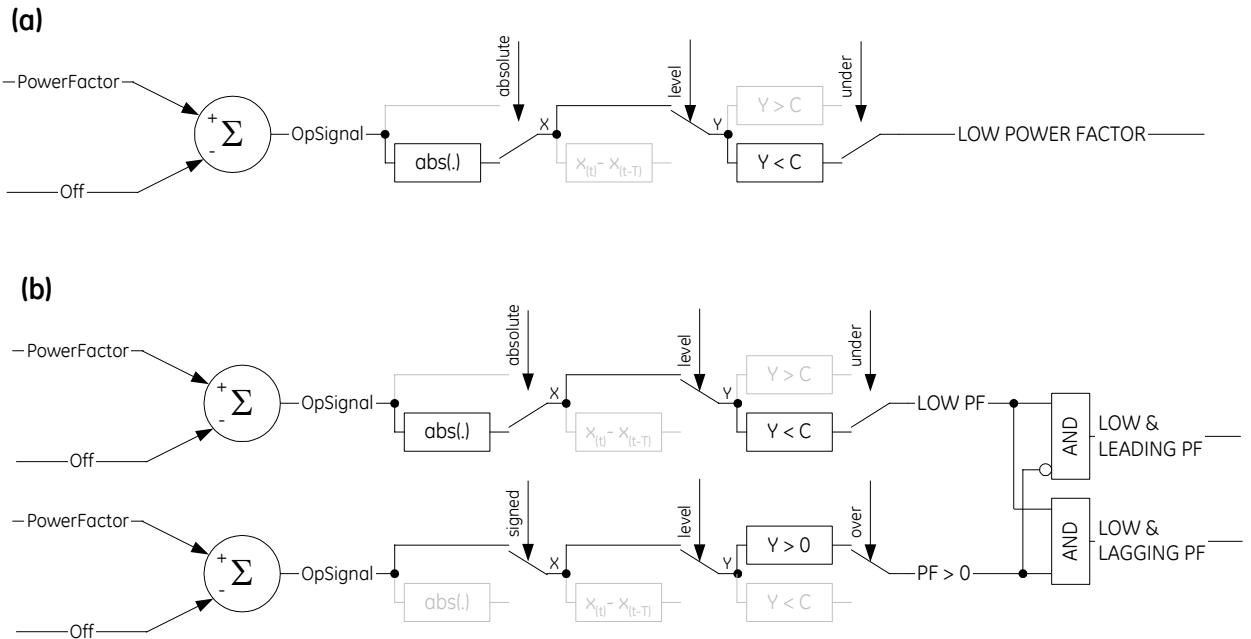 (a)
absolute
level
under
PowerFactor
+
Σ
-
OpSignal
abs(.)
X
X(t)- X(t-T)
Y
Y > C
Y < C
LOW POWER FACTOR
Off
(b)
absolute
level
under
PowerFactor
+
Σ
-
OpSignal
abs(.)
X
X(t)- X(t-T)
Y
Y > C
Y < C
LOW PF
AND
LOW &
LEADING PF
Off
signed
level
over
PowerFactor
+
Σ
-
OpSignal
abs(.)
X
X(t)- X(t-T)
Y
Y > 0
Y < C
PF > 0
AND
LOW &
LAGGING PF
Off